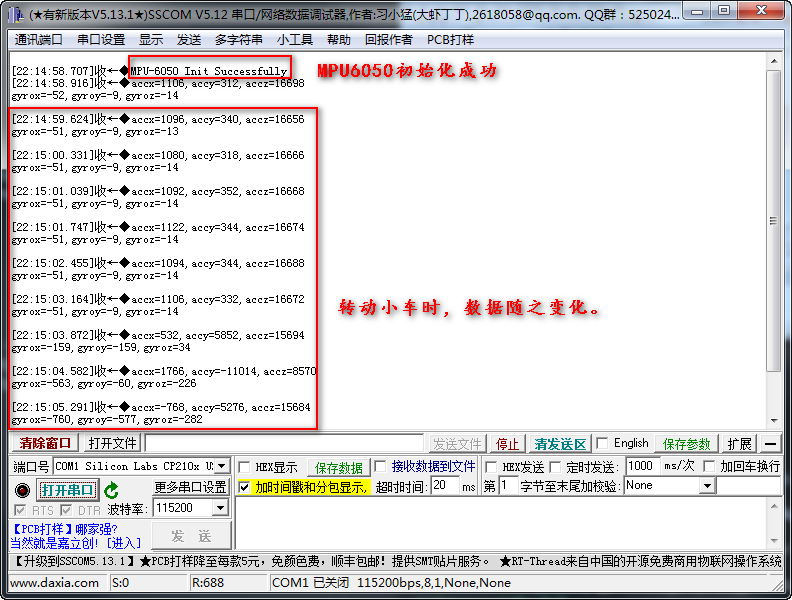 (★有新版本V5.13.1★)SSCOM V5.12 串口/网络数据调试器,作者:习小猛(大虾丁丁),2618058@qq.com. QQ群：525024...
通讯端口 串口设置 显示 发送 多字符串 小工具 帮助 回报作者 PCB打样
[22:14:58.707]收←◆MPU-6050 Init Successfully
MPU6050初始化成功
[22:14:58.916]收←◆accx=1106, accy=312, accz=16698
gyrox=-52, gyroy=-9, gyroz=-14
[22:14:59.624]收←◆accx=1096, accy=340, accz=16656
gyrox=-51, gyroy=-9, gyroz=-13
[22:15:00.331]收←◆accx=1080, accy=318, accz=16666
gyrox=-51, gyroy=-9, gyroz=-14
[22:15:01.039]收←◆accx=1092, accy=352, accz=16668
gyrox=-51, gyroy=-9, gyroz=-14
[22:15:01.747]收←◆accx=1122, accy=344, accz=16674
gyrox=-51, gyroy=-9, gyroz=-14
[22:15:02.455]收←◆accx=1094, accy=344, accz=16688
gyrox=-51, gyroy=-9, gyroz=-14
[22:15:03.164]收←◆accx=1106, accy=332, accz=16672
gyrox=-51, gyroy=-9, gyroz=-14
转动小车时，数据随之变化。
[22:15:03.872]收←◆accx=532, accy=5852, accz=15694
gyrox=-159, gyroy=-159, gyroz=34
[22:15:04.582]收←◆accx=1766, accy=-11014, accz=8570
gyrox=-563, gyroy=-60, gyroz=-226
[22:15:05.291]收←◆accx=-768, accy=5276, accz=15684
gyrox=-760, gyroy=-577, gyroz=-282
清除窗口 打开文件 发送文件 停止 清发送区 English 保存参数 扩展 —
端口号 COM1 Silicon Labs CP210x US HEX显示 保存数据 接收数据到文件 HEX发送 定时发送: 1000 ms/次 加回车换行
打开串口 更多串口设置 加时间戳和分包显示, 超时时间: 20 ms 第 1 字节至末尾加校验: None
RTS DTR 波特率: 115200
【PCB打样】哪家强?
当然就是嘉立创! [进入]
发 送
【升级到SSCOM5.13.1】★PCB打样降至每款5元，免颜色费，顺丰包邮！提供SMT贴片服务。 ★RT-Thread来自中国的开源免费商用物联网操作系统
www.daxia.com S:0 R:688 COM1 已关闭 115200bps,8,1,None,None